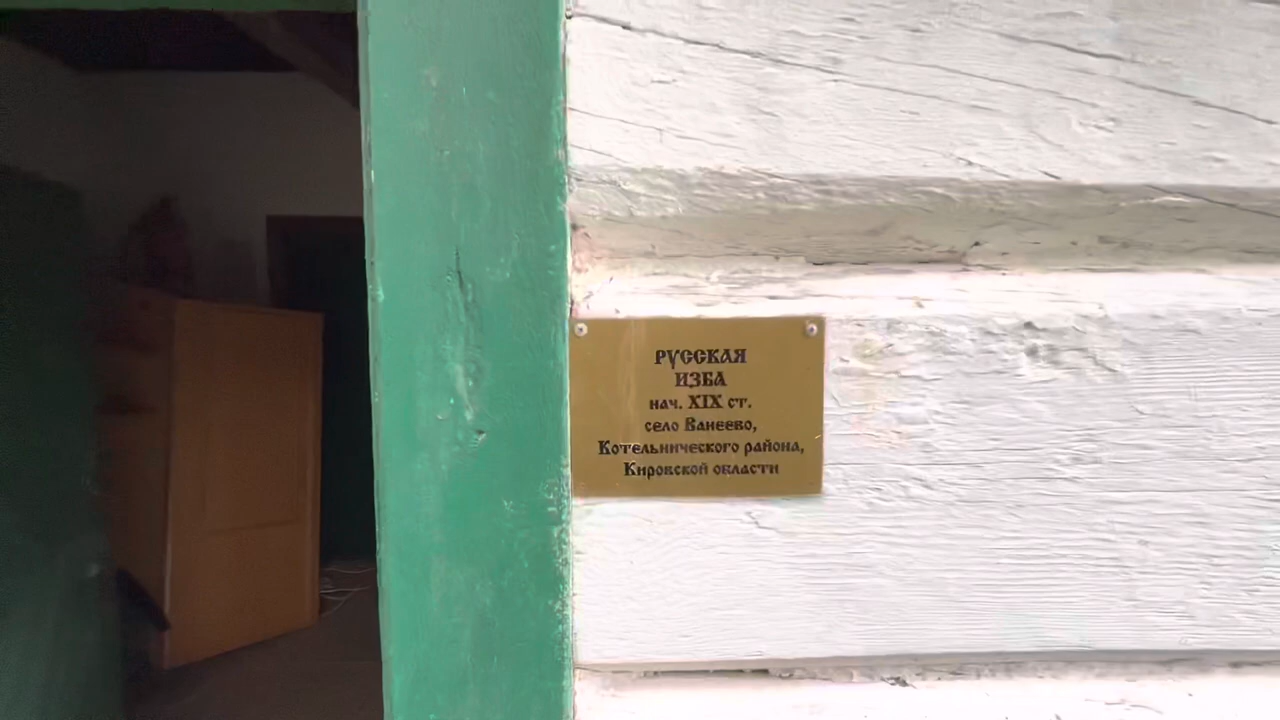 РУССКАЯ
ИЗБА
нач. XIX ст.
село Ванеево,
Котельнического района,
Кировской области